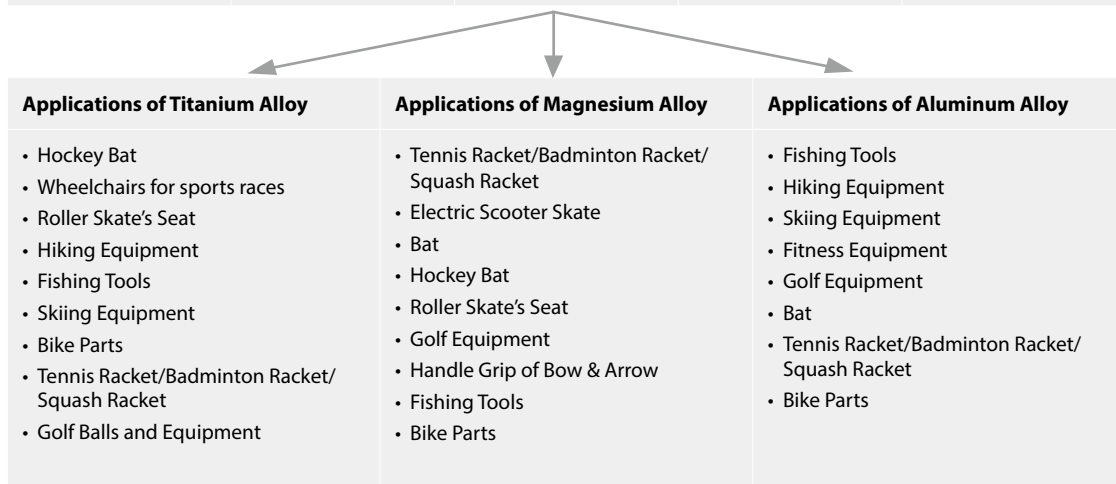 Applications of Titanium Alloy
• Hockey Bat
• Wheelchairs for sports races
• Roller Skate's Seat
• Hiking Equipment
• Fishing Tools
• Skiing Equipment
• Bike Parts
• Tennis Racket/Badminton Racket/
Squash Racket
• Golf Balls and Equipment
Applications of Magnesium Alloy
• Tennis Racket/Badminton Racket/
Squash Racket
• Electric Scooter Skate
• Bat
• Hockey Bat
• Roller Skate's Seat
• Golf Equipment
• Handle Grip of Bow & Arrow
• Fishing Tools
• Bike Parts
Applications of Aluminum Alloy
• Fishing Tools
• Hiking Equipment
• Skiing Equipment
• Fitness Equipment
• Golf Equipment
• Bat
• Tennis Racket/Badminton Racket/
Squash Racket
• Bike Parts